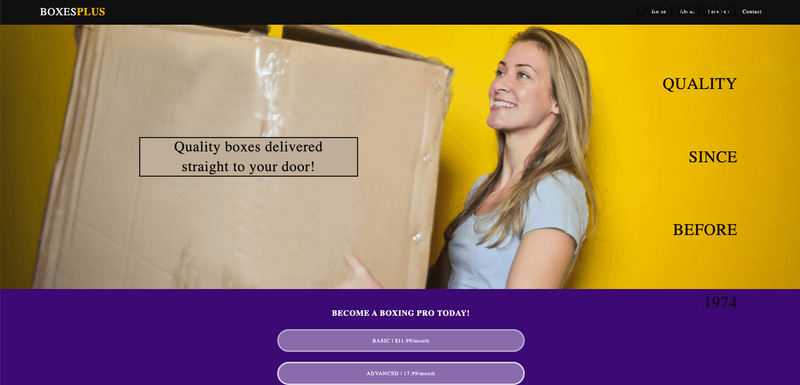 BOXESPLUS
Home About Services Contact
QUALITY
Quality boxes delivered
straight to your door!
SINCE
BEFORE
1974
BECOME A BOXING PRO TODAY!
BASIC | $11.99/month
ADVANCED | 17.99/month